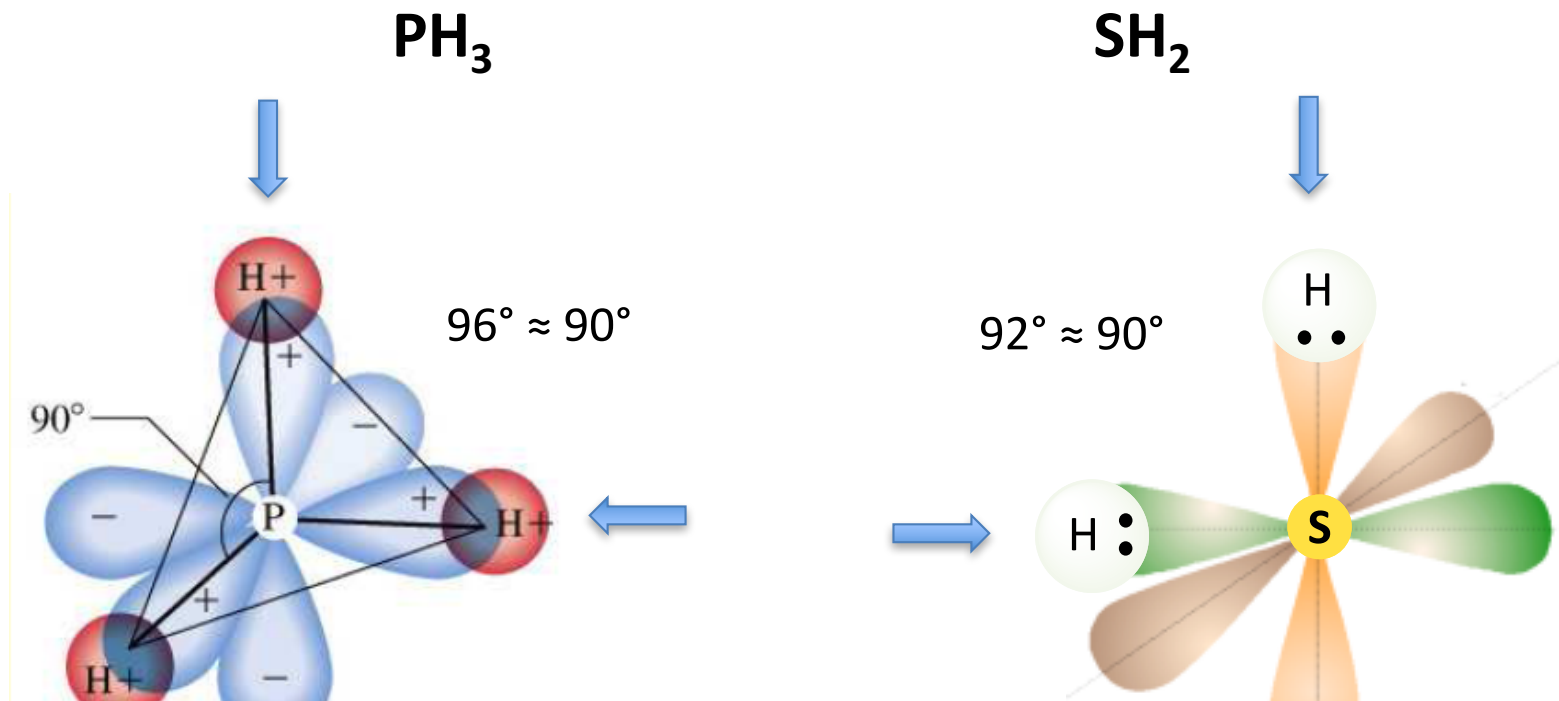 PH₃
SH₂
H+
+
96° ≈ 90°
92° ≈ 90°
H
90°
−
−
+
+
P
H+
H
S
+
H+
−